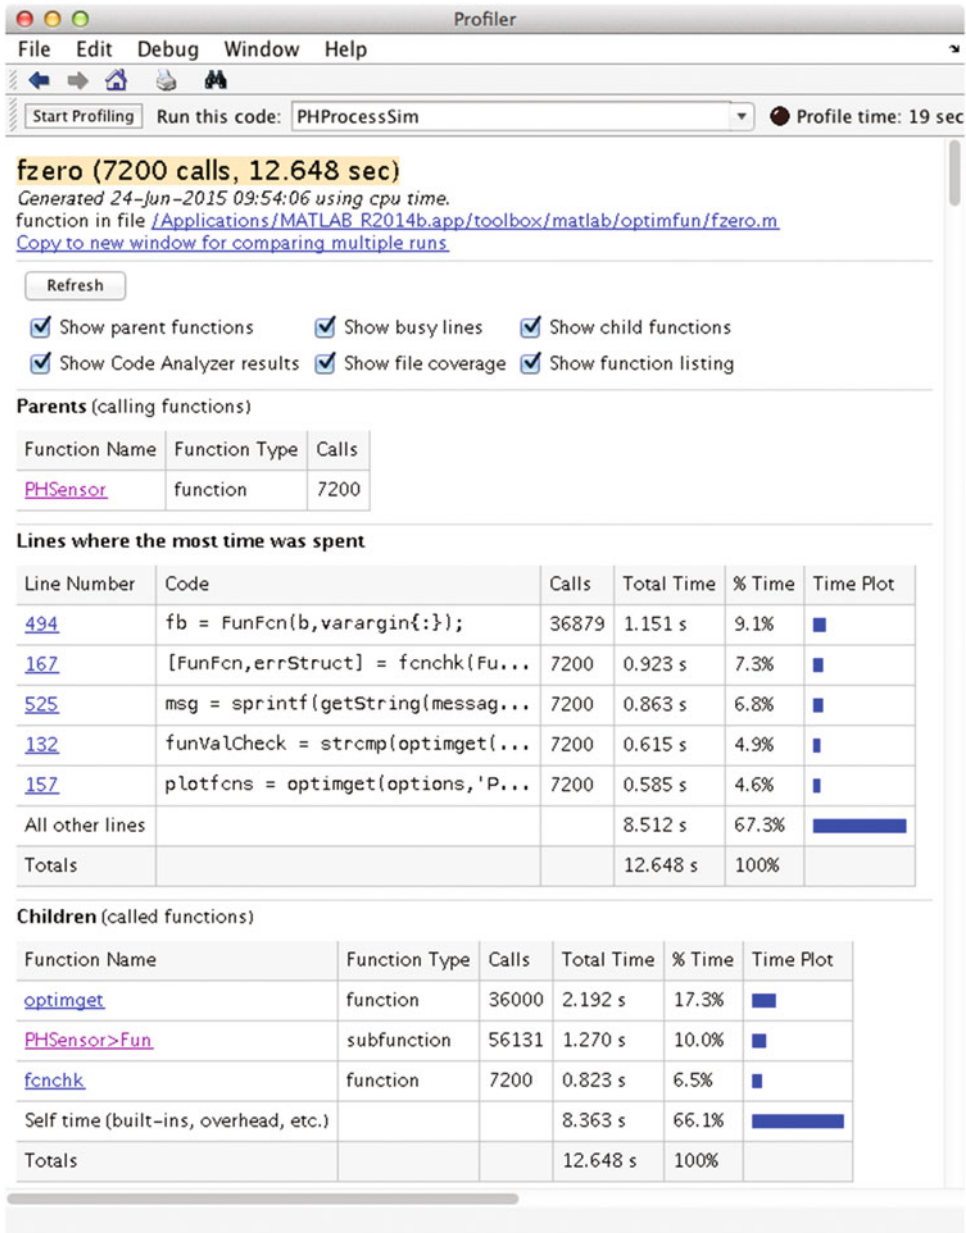 Profiler
File Edit Debug Window Help
Start Profiling Run this code: PHProcessSim Profile time: 19 sec
fzero (7200 calls, 12.648 sec)
Generated 24-Jun-2015 09:54:06 using cpu time.
function in file /Applications/MATLAB_R2014b.app/toolbox/matlab/optimfun/fzero.m
Copy to new window for comparing multiple runs
Refresh
Show parent functions Show busy lines Show child functions
Show Code Analyzer results Show file coverage Show function listing
Parents (calling functions)
Function Name Function Type Calls
PHSensor function 7200
Lines where the most time was spent
Line Number Code Calls Total Time % Time Time Plot
494 fb = FunFcn(b,varargin{:}); 36879 1.151 s 9.1%
167 [FunFcn,errStruct] = fcnchk(Fu... 7200 0.923 s 7.3%
525 msg = sprintf(getString(messag... 7200 0.863 s 6.8%
132 funValCheck = strcmp(optimget(... 7200 0.615 s 4.9%
157 plotfcns = optimget(options,'P... 7200 0.585 s 4.6%
All other lines 8.512 s 67.3%
Totals 12.648 s 100%
Children (called functions)
Function Name Function Type Calls Total Time % Time Time Plot
optimget function 36000 2.192 s 17.3%
PHSensor>Fun subfunction 56131 1.270 s 10.0%
fcnchk function 7200 0.823 s 6.5%
Self time (built-ins, overhead, etc.) 8.363 s 66.1%
Totals 12.648 s 100%